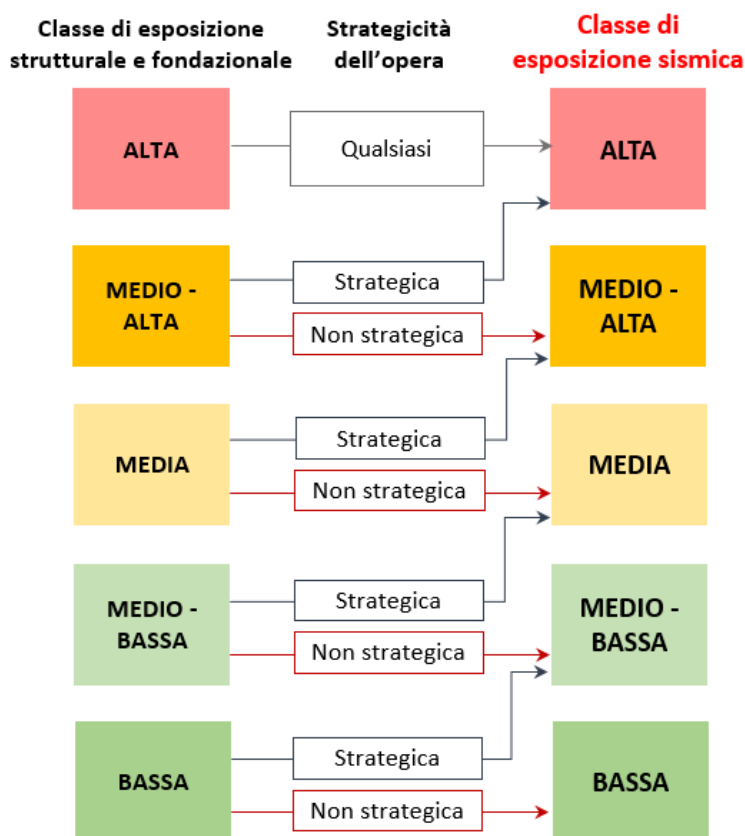 Classe di esposizione
strutturale e fondazionale
Strategicità
dell'opera
Classe di
esposizione sismica
ALTA
Qualsiasi
ALTA
MEDIO -
ALTA
Strategica
Non strategica
MEDIO -
ALTA
MEDIA
Strategica
Non strategica
MEDIA
MEDIO -
BASSA
Strategica
Non strategica
MEDIO -
BASSA
BASSA
Strategica
Non strategica
BASSA